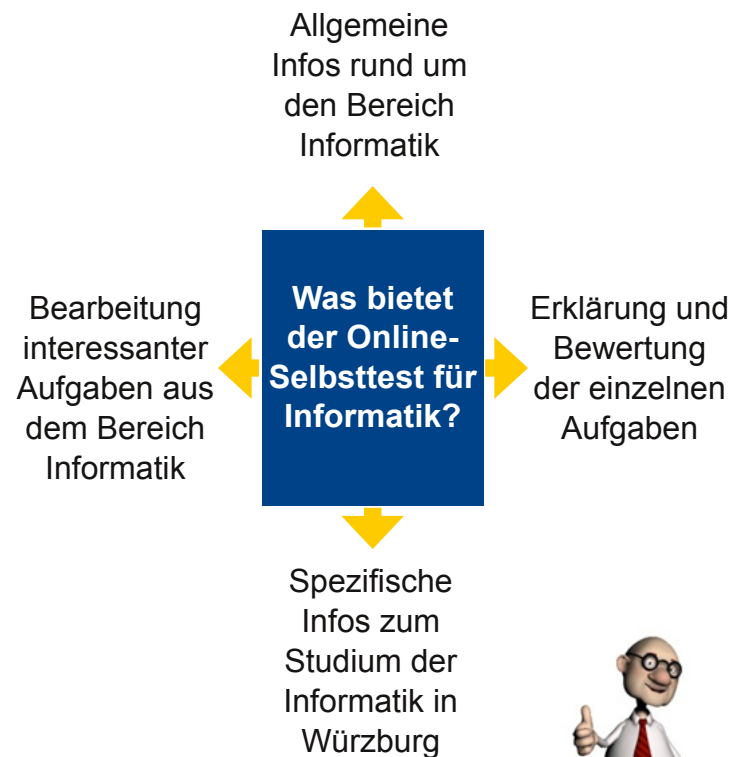 Allgemeine
Infos rund um
den Bereich
Informatik
Was bietet
der Online-
Selbsttest für
Informatik?
Bearbeitung
interessanter
Aufgaben aus
dem Bereich
Informatik
Erklärung und
Bewertung
der einzelnen
Aufgaben
Spezifische
Infos zum
Studium der
Informatik in
Würzburg